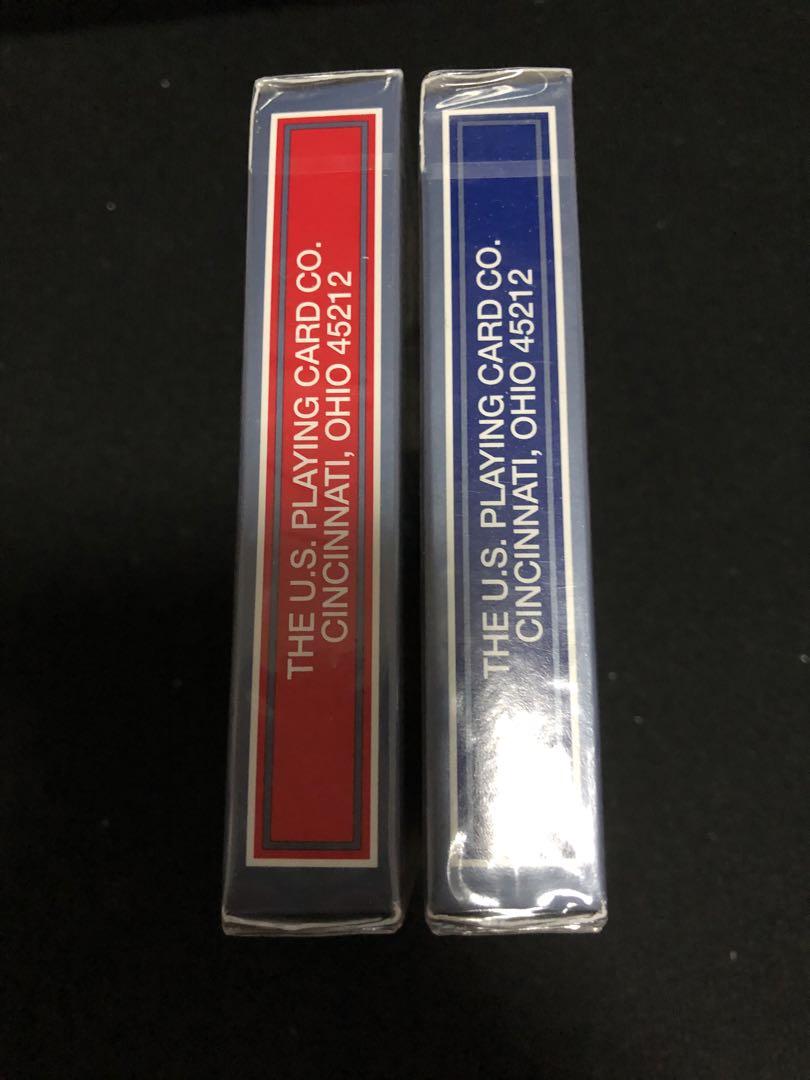 THE U.S. PLAYING CARD CO.
CINCINNATI, OHIO 45212
THE U.S. PLAYING CARD CO.
CINCINNATI, OHIO 45212